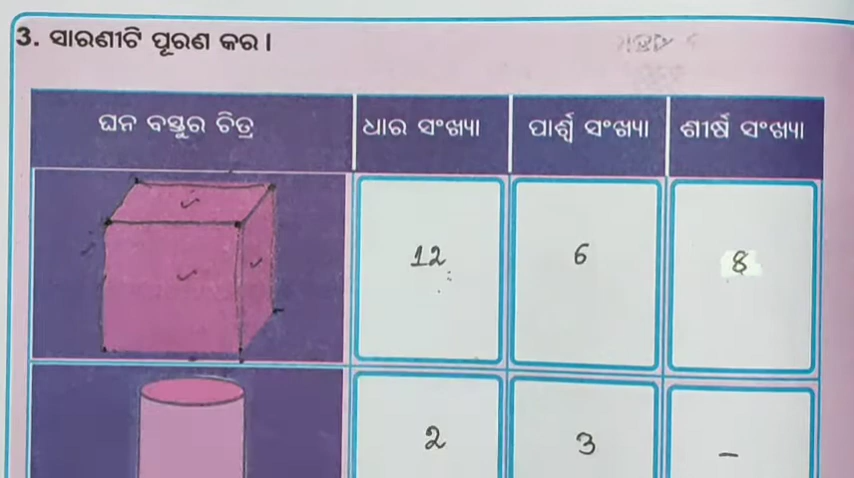 3. ସାରଣୀଟି ପୂରଣ କର ।
ଘନ ବସ୍ତୁର ଚିତ୍ର ଧାର ସଂଖ୍ୟା ପାର୍ଶ୍ୱ ସଂଖ୍ୟା ଶୀର୍ଷ ସଂଖ୍ୟା
12 6 8
2 3 –